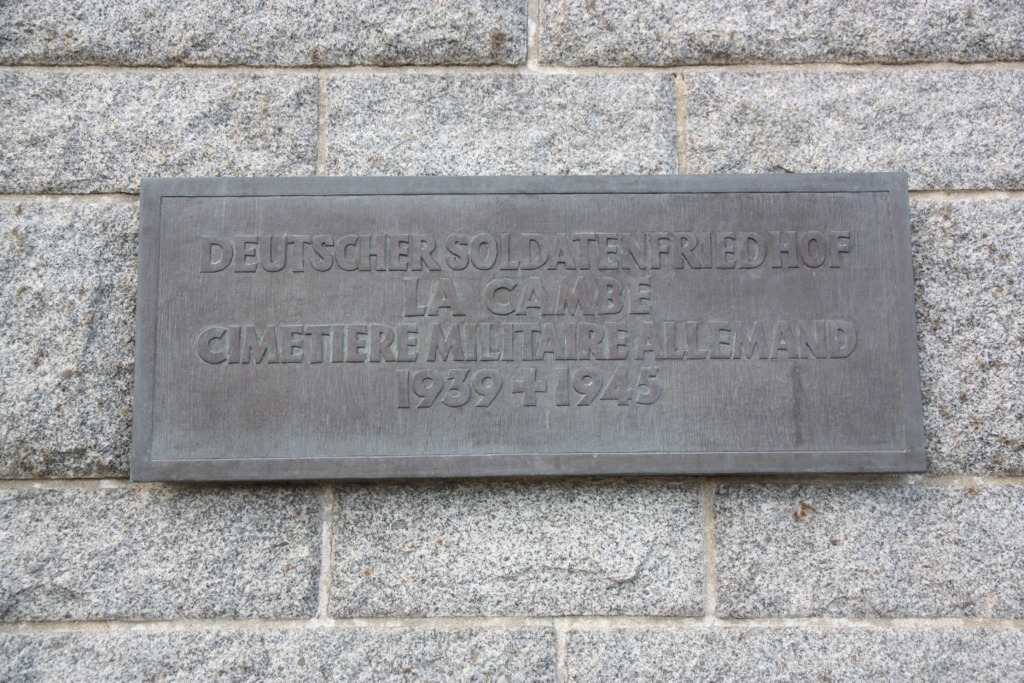 DEUTSCHER SOLDATENFRIEDHOF
LA CAMBE
CIMETIERE MILITAIRE ALLEMAND
1939 + 1945